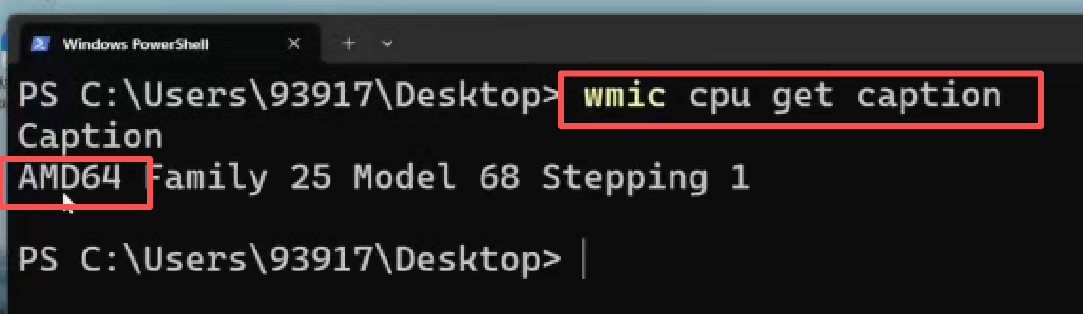 Windows PowerShell
PS C:\Users\93917\Desktop> wmic cpu get caption
Caption
AMD64 Family 25 Model 68 Stepping 1
PS C:\Users\93917\Desktop>